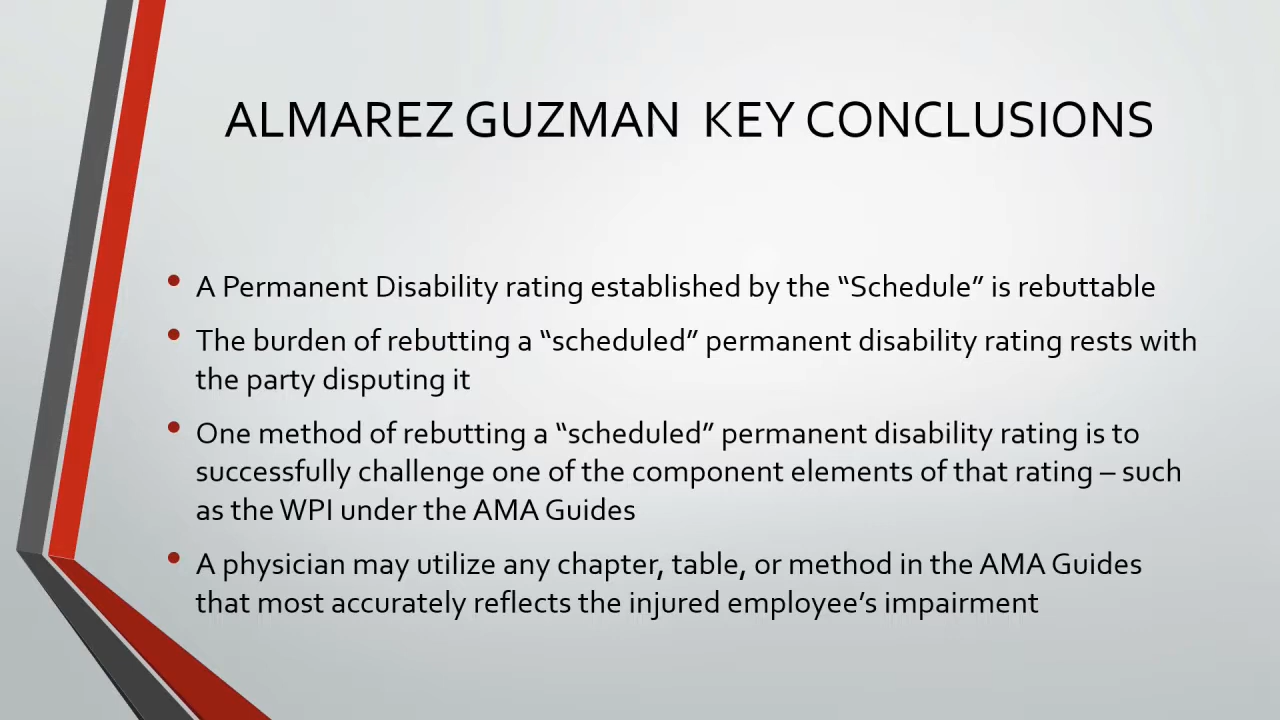 ALMAREZ GUZMAN KEY CONCLUSIONS
• A Permanent Disability rating established by the “Schedule” is rebuttable
• The burden of rebutting a “scheduled” permanent disability rating rests with
the party disputing it
• One method of rebutting a “scheduled” permanent disability rating is to
successfully challenge one of the component elements of that rating – such
as the WPI under the AMA Guides
• A physician may utilize any chapter, table, or method in the AMA Guides
that most accurately reflects the injured employee’s impairment